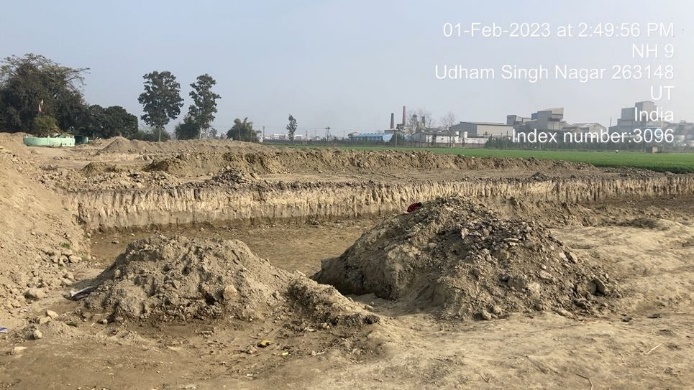 01-Feb-2023 at 2:49:56 PM
NH 9
Udham Singh Nagar 263148
UT
India
index number:3096